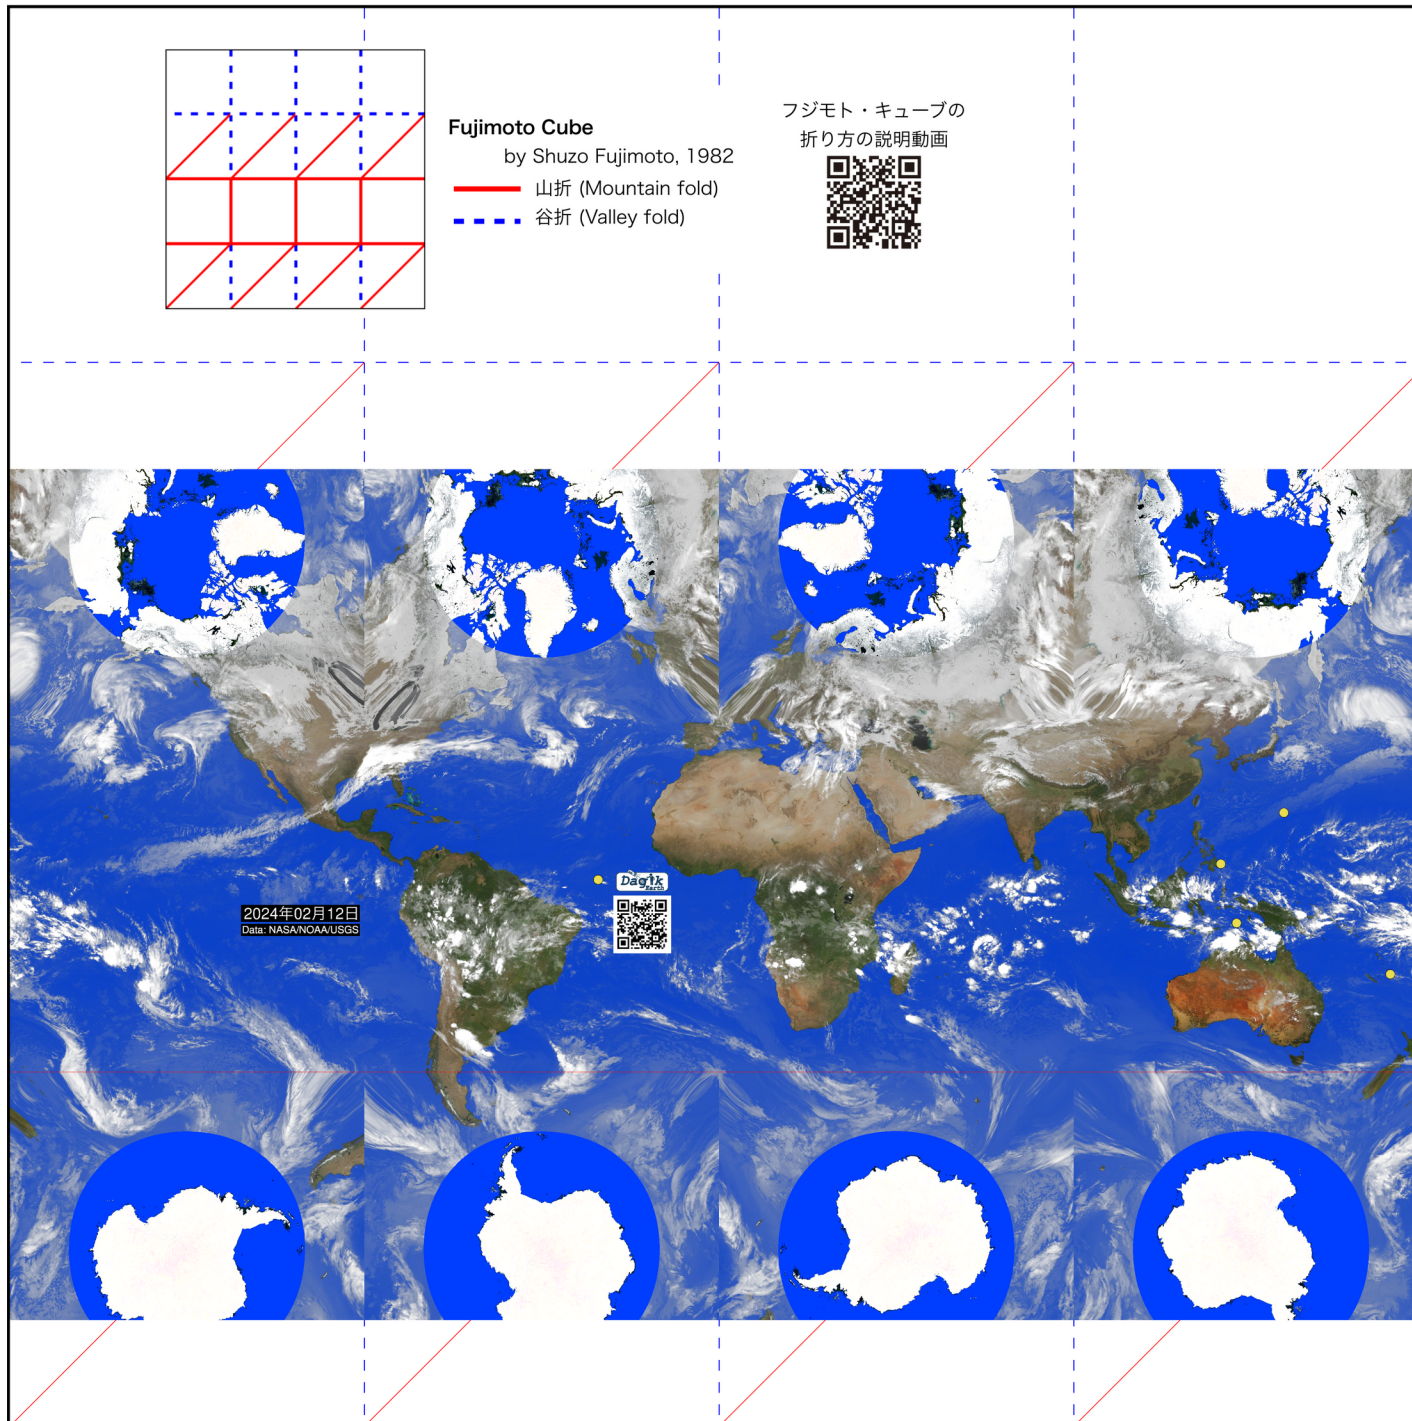 Fujimoto Cube
by Shuzo Fujimoto, 1982
山折 (Mountain fold)
谷折 (Valley fold)
フジモト・キューブの
折り方の説明動画
Dagik
Earth
2024年02月12日
Data: NASA/NOAA/USGS